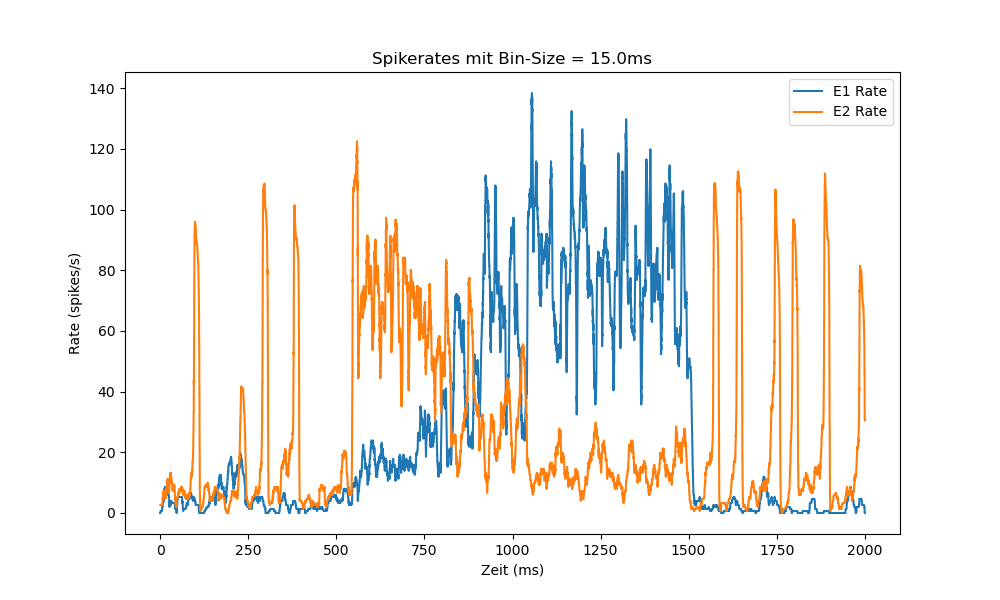 Spikerates mit Bin-Size = 15.0ms
E1 Rate
E2 Rate
140
120
100
80
60
40
20
0
Rate (spikes/s)
0 250 500 750 1000 1250 1500 1750 2000
Zeit (ms)